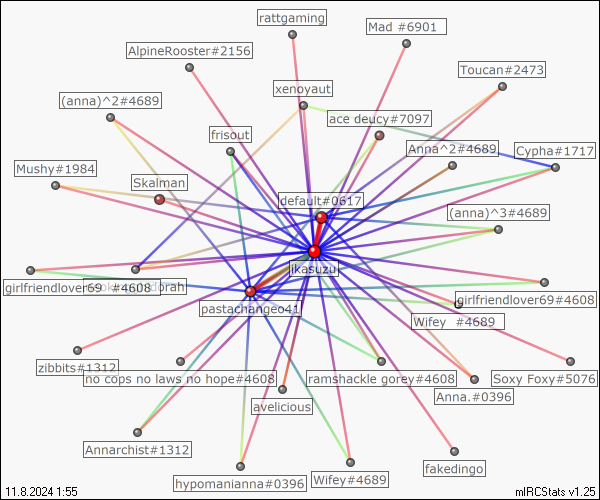 rattgaming
Mad #6901
AlpineRooster#2156
Toucan#2473
xenoyaut
(anna)^2#4689
ace deucy#7097
frisout
Anna^2#4689
Cypha#1717
Mushy#1984
Skalman
default#0617
(anna)^3#4689
jikasuzu
girlfriendlover69 #4608
orah
girlfriendlover69#4608
pastachangeo41
Wifey #4689
zibbits#1312
no cops no laws no hope#4608
ramshackle gorey#4608
Soxy Foxy#5076
Anna.#0396
avelicious
Annarchist#1312
hypomanianna#0396
Wifey#4689
fakedingo
11.8.2024 1:55
mIRCStats v1.25